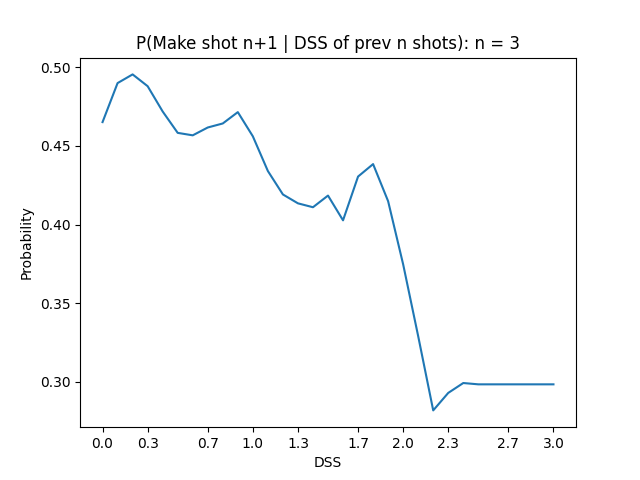 P(Make shot n+1 | DSS of prev n shots): n = 3
0.50
0.45
0.40
0.35
0.30
Probability
0.0 0.3 0.7 1.0 1.3 1.7 2.0 2.3 2.7 3.0
DSS